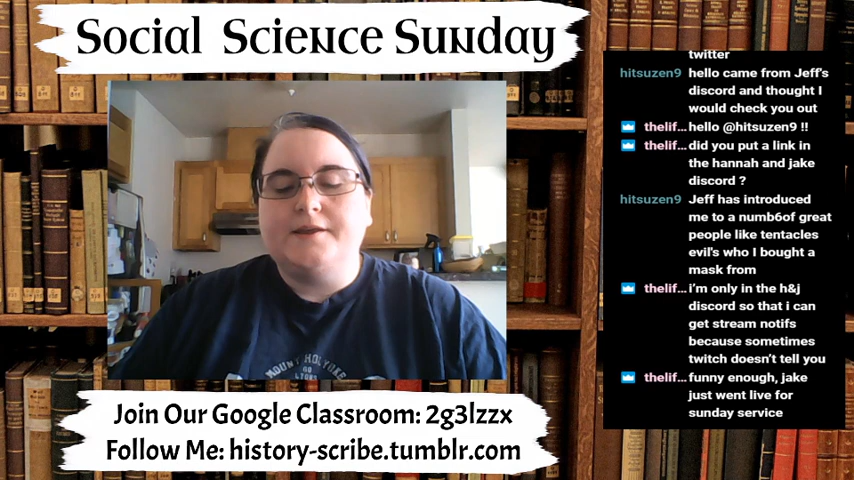 Social Science Sunday
twitter
hitsuzen9 hello came from Jeff's
discord and thought I
would check you out
thelif... hello @hitsuzen9 !!
thelif... did you put a link in
the hannah and jake
discord ?
hitsuzen9 Jeff has introduced
me to a numb6of great
people like tentacles
evil's who I bought a
mask from
thelif... i'm only in the h&j
discord so that i can
get stream notifs
because sometimes
twitch doesn't tell you
thelif... funny enough, jake
just went live for
sunday service
MOUNT HOLYOKE
GO
LYONS
Join Our Google Classroom: 2g3lzzx
Follow Me: history-scribe.tumblr.com